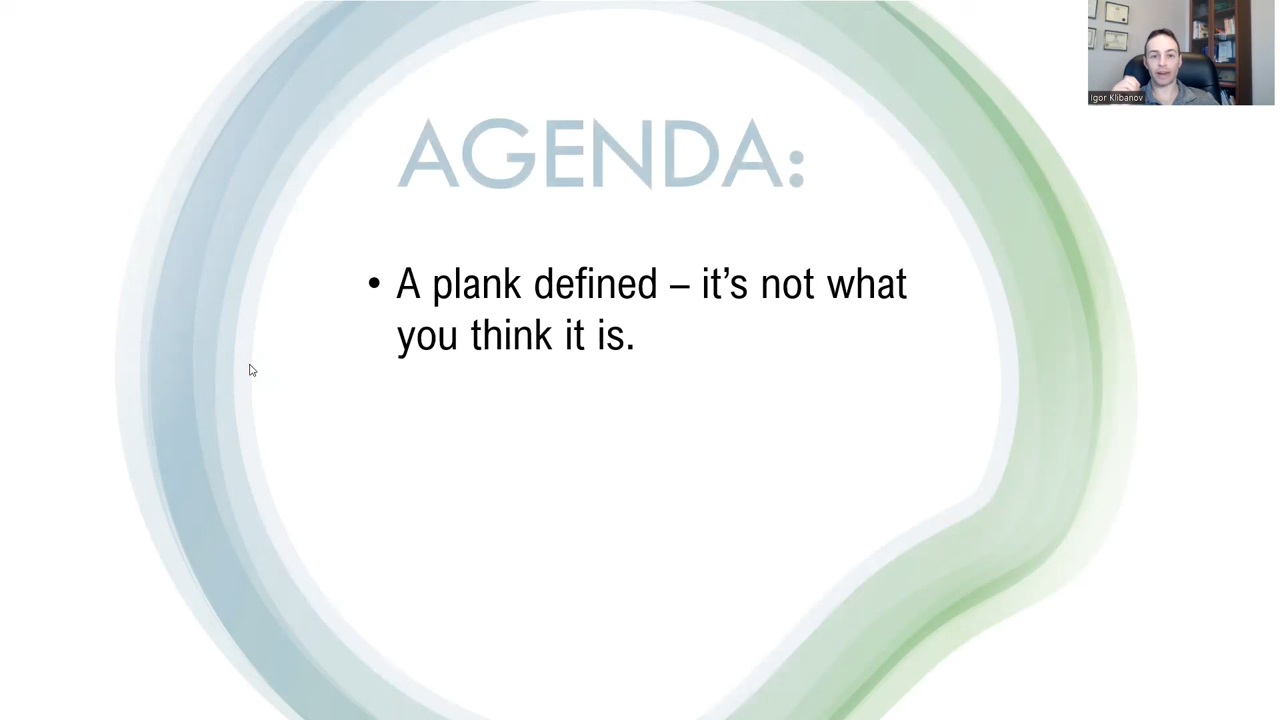 Igor Klibanov
AGENDA:
• A plank defined – it’s not what
you think it is.